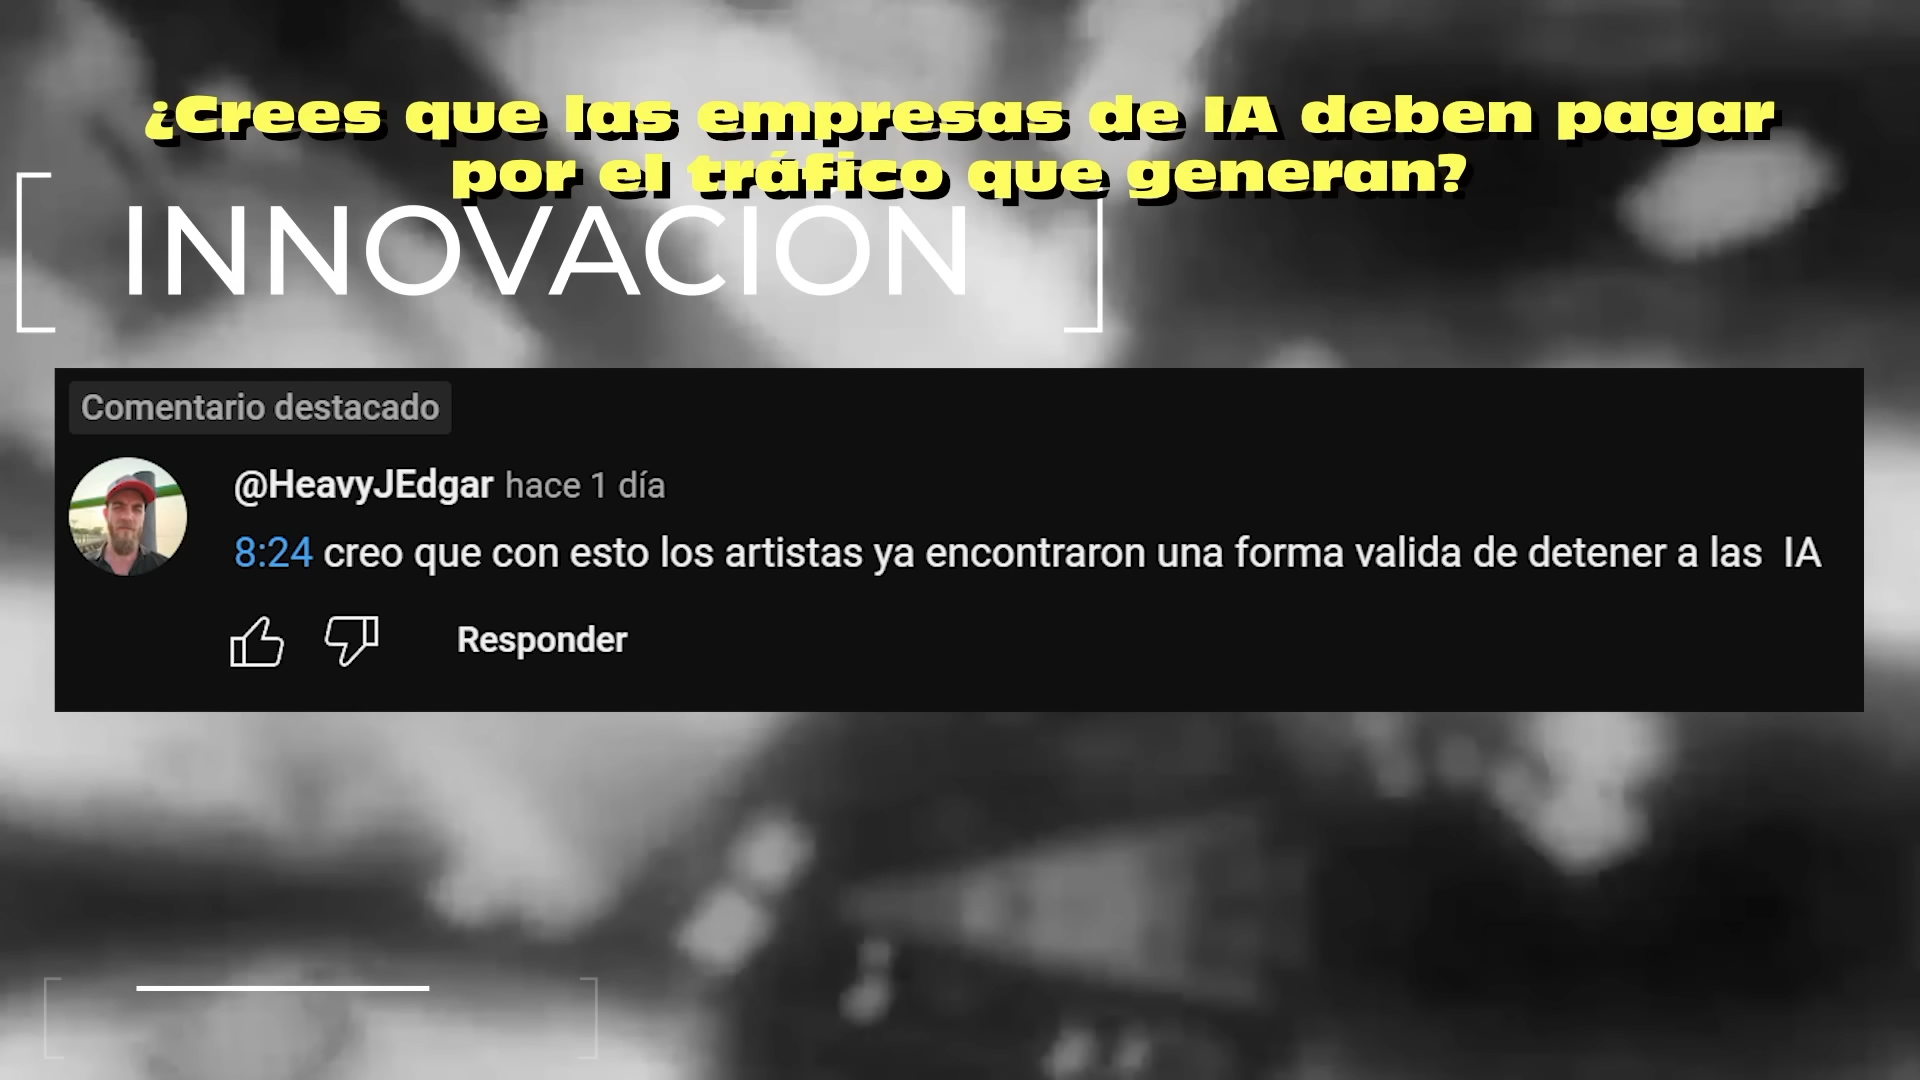 ¿Crees que las empresas de IA deben pagar
por el tráfico que generan?
INNOVACIÓN
Comentario destacado
@HeavyJEdgar hace 1 día
8:24 creo que con esto los artistas ya encontraron una forma valida de detener a las IA
Responder